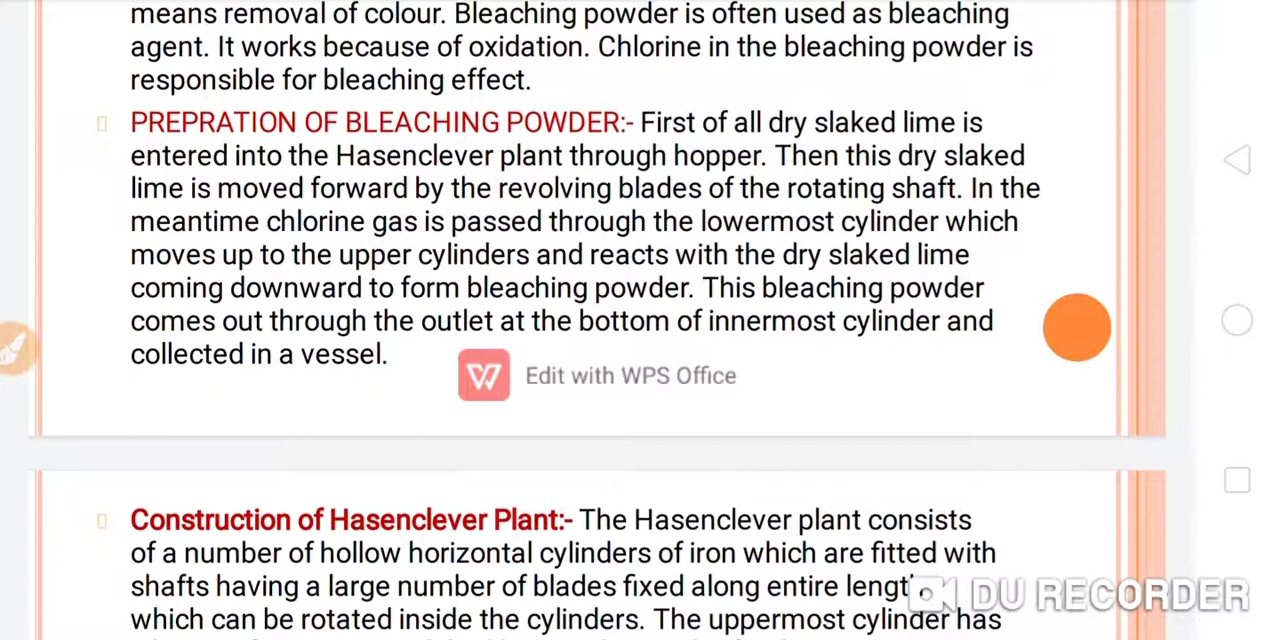 means removal of colour. Bleaching powder is often used as bleaching
agent. It works because of oxidation. Chlorine in the bleaching powder is
responsible for bleaching effect.
PREPRATION OF BLEACHING POWDER:- First of all dry slaked lime is
entered into the Hasenclever plant through hopper. Then this dry slaked
lime is moved forward by the revolving blades of the rotating shaft. In the
meantime chlorine gas is passed through the lowermost cylinder which
moves up to the upper cylinders and reacts with the dry slaked lime
coming downward to form bleaching powder. This bleaching powder
comes out through the outlet at the bottom of innermost cylinder and
collected in a vessel.
Edit with WPS Office
Construction of Hasenclever Plant:- The Hasenclever plant consists
of a number of hollow horizontal cylinders of iron which are fitted with
shafts having a large number of blades fixed along entire
DU RECORDER
which can be rotated inside the cylinders. The uppermost cylinder has